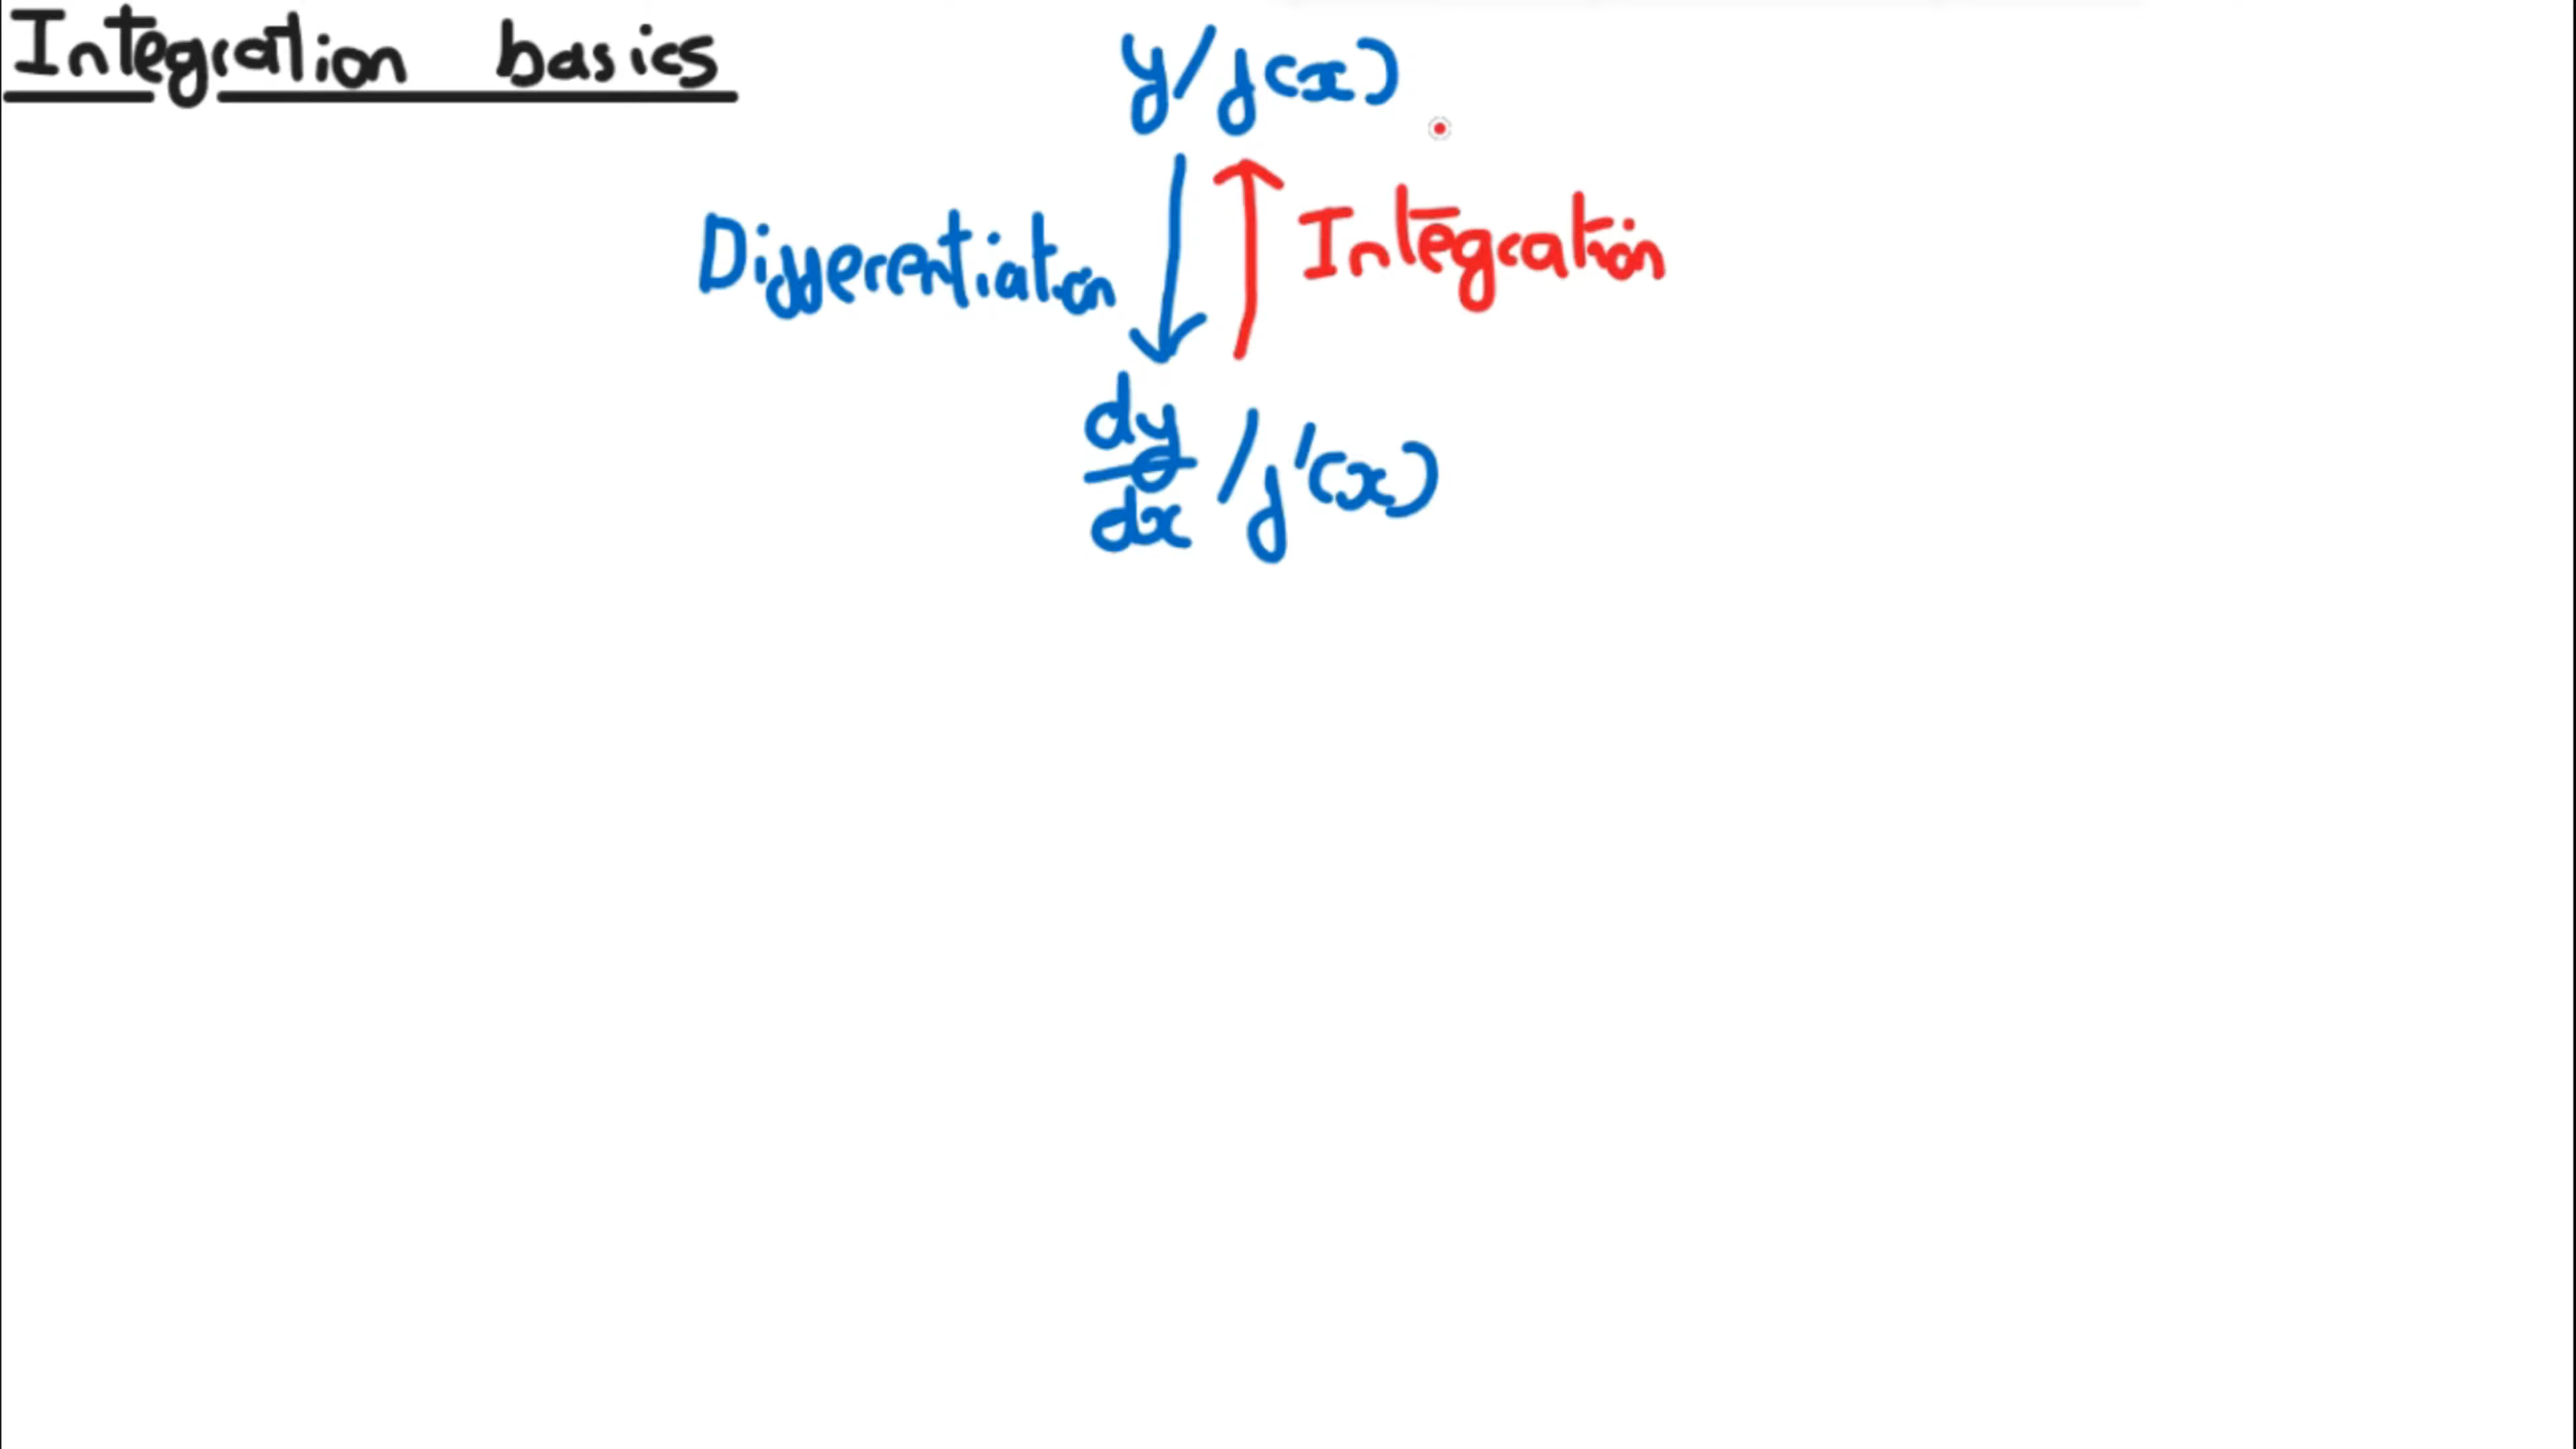 Integration basics
y/f(x)
Differentiation Integration
dy/dx / f'(x)